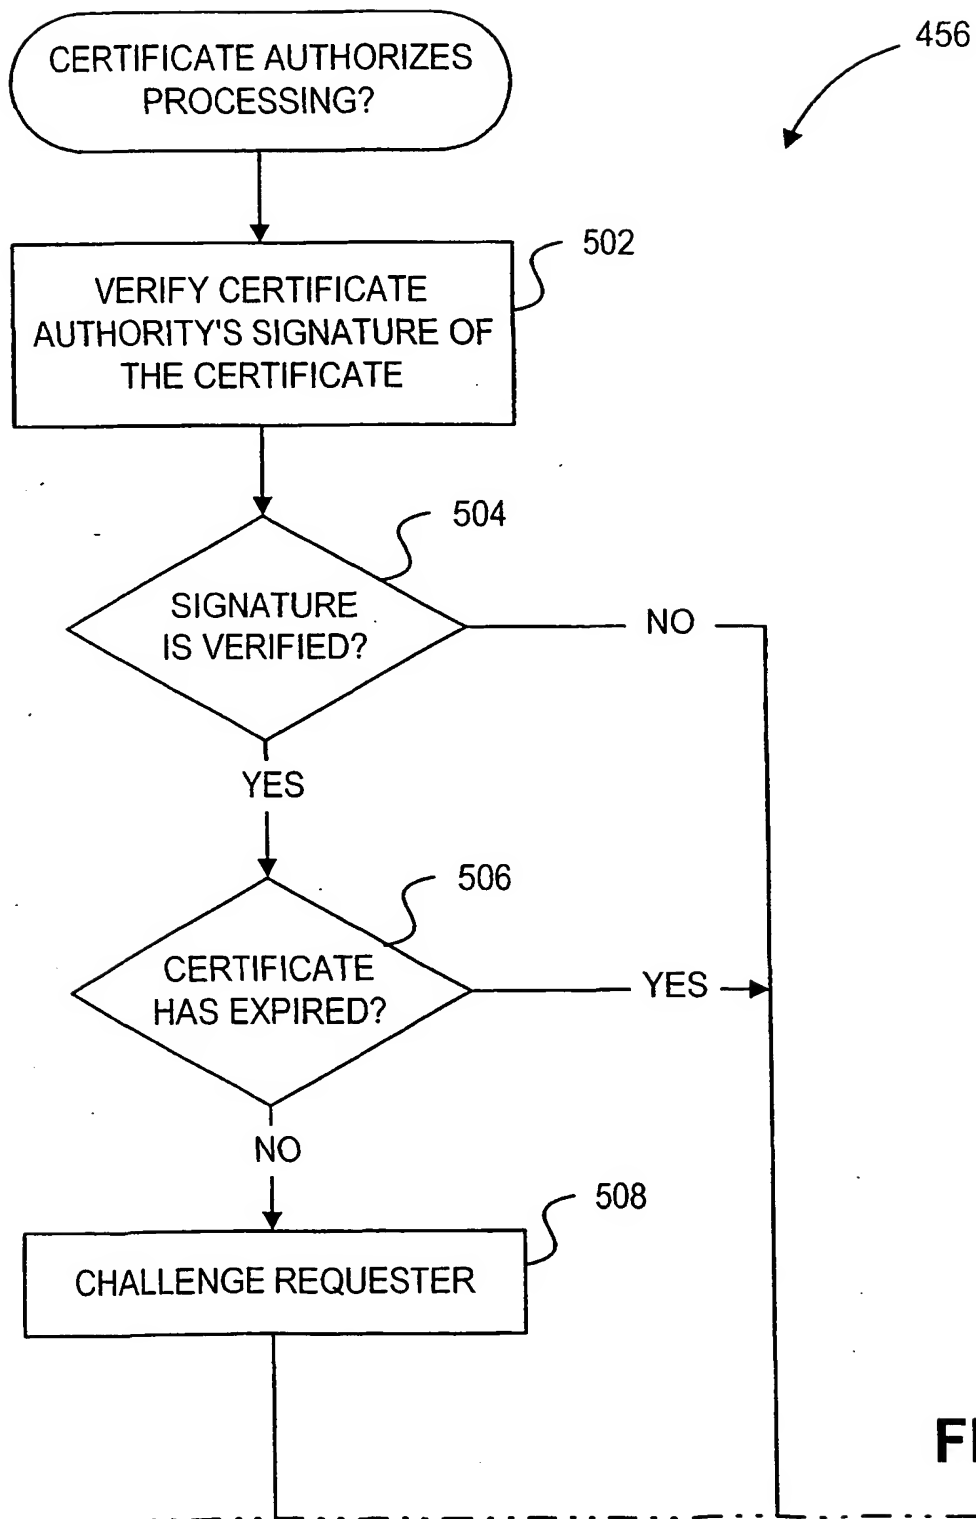 CERTIFICATE AUTHORIZES
PROCESSING?
456
502
VERIFY CERTIFICATE
AUTHORITY'S SIGNATURE OF
THE CERTIFICATE
504
SIGNATURE
IS VERIFIED?
NO
YES
506
CERTIFICATE
HAS EXPIRED?
YES
NO
508
CHALLENGE REQUESTER